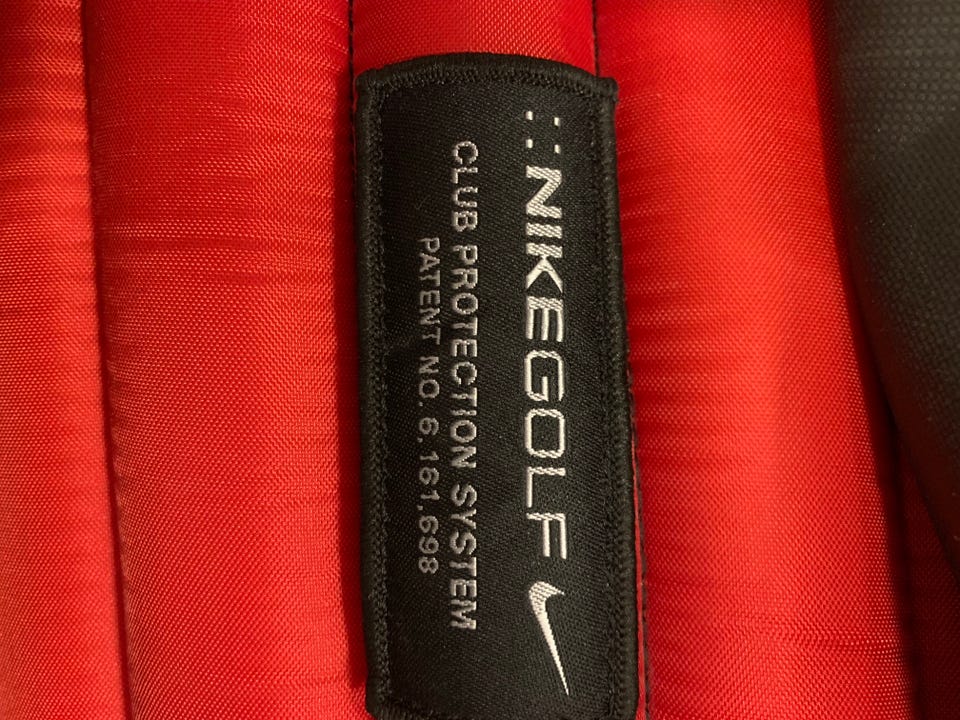 NIKEGOLF
CLUB PROTECTION SYSTEM
PATENT NO. 6,161,698